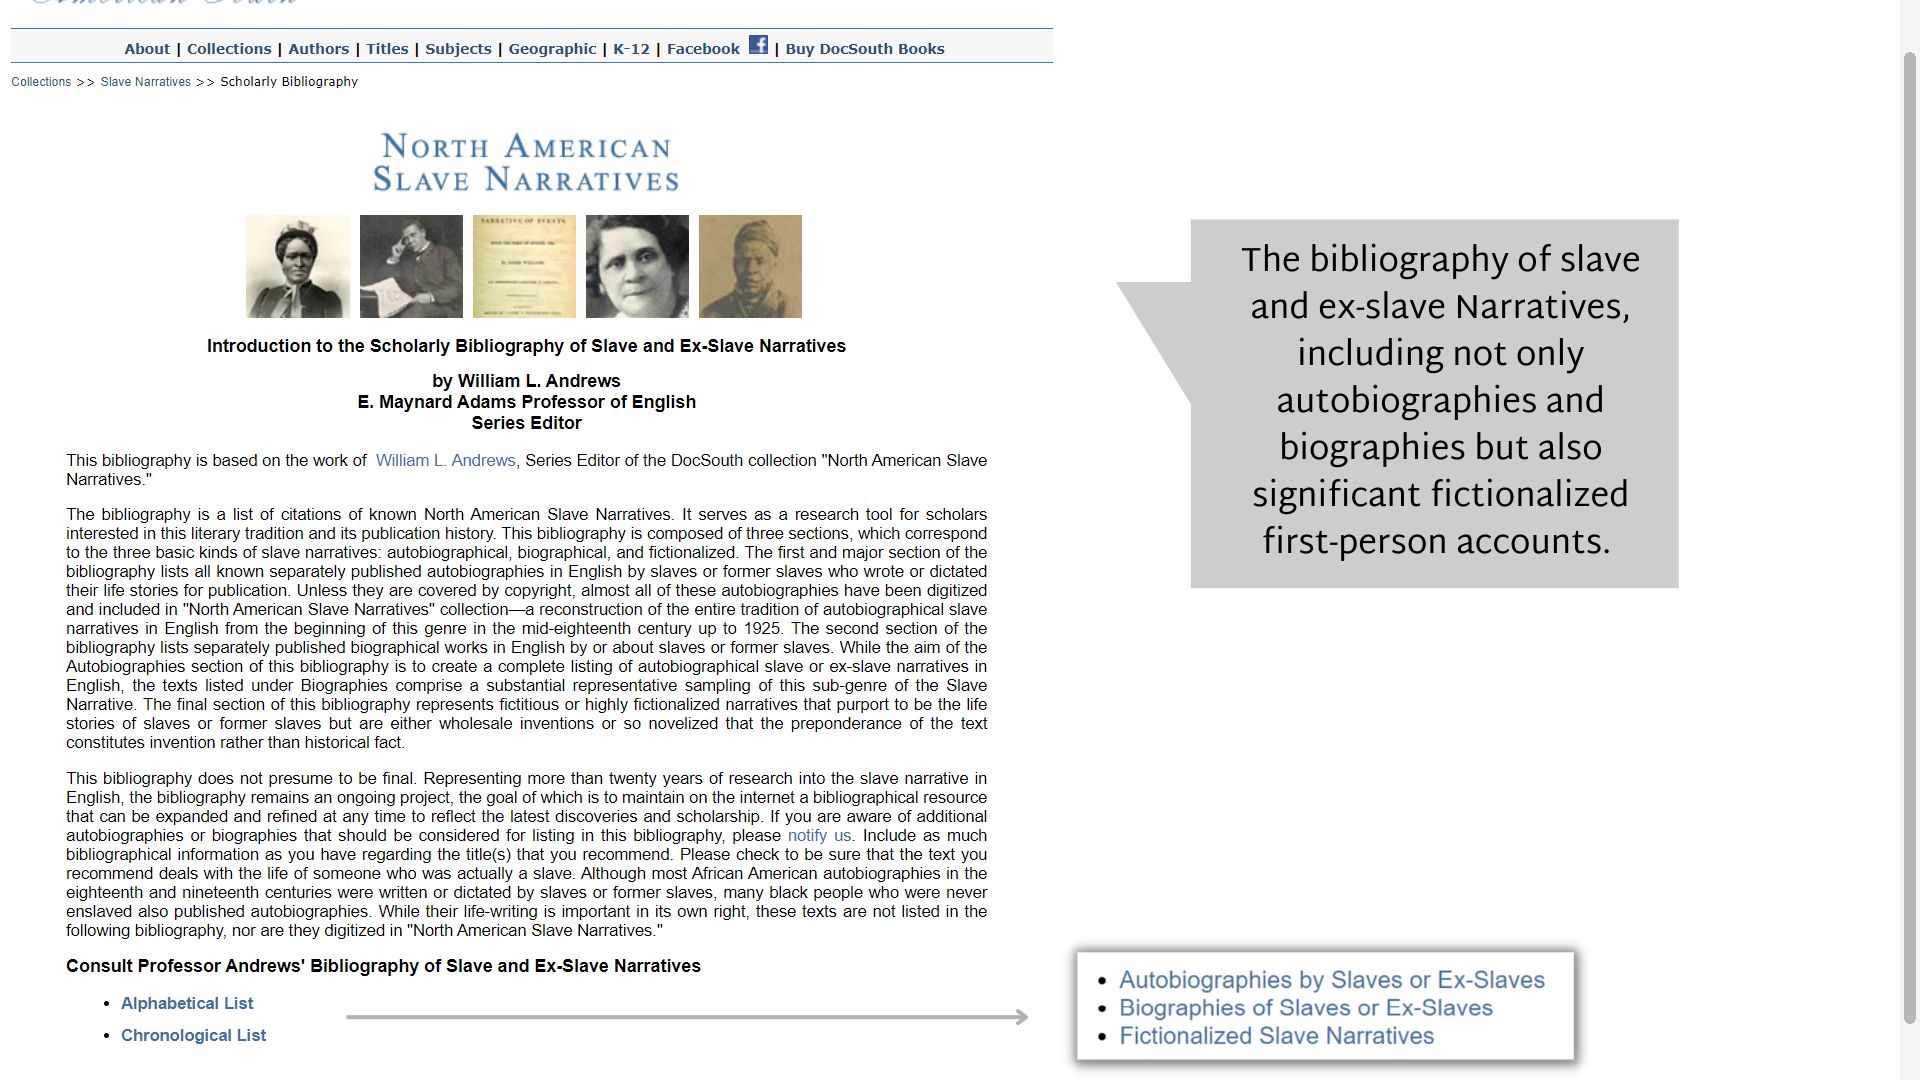 American South
About | Collections | Authors | Titles | Subjects | Geographic | K-12 | Facebook | Buy DocSouth Books
Collections >> Slave Narratives >> Scholarly Bibliography
NORTH AMERICAN
SLAVE NARRATIVES
NARRATIVE OF EVENTS
Introduction to the Scholarly Bibliography of Slave and Ex-Slave Narratives
by William L. Andrews
E. Maynard Adams Professor of English
Series Editor
This bibliography is based on the work of William L. Andrews, Series Editor of the DocSouth collection "North American Slave
Narratives."
The bibliography is a list of citations of known North American Slave Narratives. It serves as a research tool for scholars
interested in this literary tradition and its publication history. This bibliography is composed of three sections, which correspond
to the three basic kinds of slave narratives: autobiographical, biographical, and fictionalized. The first and major section of the
bibliography lists all known separately published autobiographies in English by slaves or former slaves who wrote or dictated
their life stories for publication. Unless they are covered by copyright, almost all of these autobiographies have been digitized
and included in "North American Slave Narratives" collection—a reconstruction of the entire tradition of autobiographical slave
narratives in English from the beginning of this genre in the mid-eighteenth century up to 1925. The second section of the
bibliography lists separately published biographical works in English by or about slaves or former slaves. While the aim of the
Autobiographies section of this bibliography is to create a complete listing of autobiographical slave or ex-slave narratives in
English, the texts listed under Biographies comprise a substantial representative sampling of this sub-genre of the Slave
Narrative. The final section of this bibliography represents fictitious or highly fictionalized narratives that purport to be the life
stories of slaves or former slaves but are either wholesale inventions or so novelized that the preponderance of the text
constitutes invention rather than historical fact.
This bibliography does not presume to be final. Representing more than twenty years of research into the slave narrative in
English, the bibliography remains an ongoing project, the goal of which is to maintain on the internet a bibliographical resource
that can be expanded and refined at any time to reflect the latest discoveries and scholarship. If you are aware of additional
autobiographies or biographies that should be considered for listing in this bibliography, please notify us. Include as much
bibliographical information as you have regarding the title(s) that you recommend. Please check to be sure that the text you
recommend deals with the life of someone who was actually a slave. Although most African American autobiographies in the
eighteenth and nineteenth centuries were written or dictated by slaves or former slaves, many black people who were never
enslaved also published autobiographies. While their life-writing is important in its own right, these texts are not listed in the
following bibliography, nor are they digitized in "North American Slave Narratives."
Consult Professor Andrews' Bibliography of Slave and Ex-Slave Narratives
• Alphabetical List
• Chronological List
The bibliography of slave
and ex-slave Narratives,
including not only
autobiographies and
biographies but also
significant fictionalized
first-person accounts.
• Autobiographies by Slaves or Ex-Slaves
• Biographies of Slaves or Ex-Slaves
• Fictionalized Slave Narratives